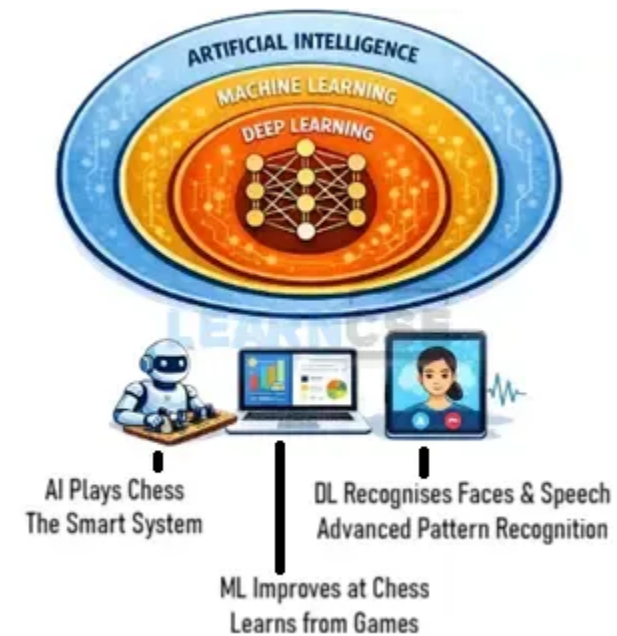 ARTIFICIAL INTELLIGENCE
MACHINE LEARNING
DEEP LEARNING
LEARNCSE
AI Plays Chess
The Smart System
DL Recognises Faces & Speech
Advanced Pattern Recognition
ML Improves at Chess
Learns from Games